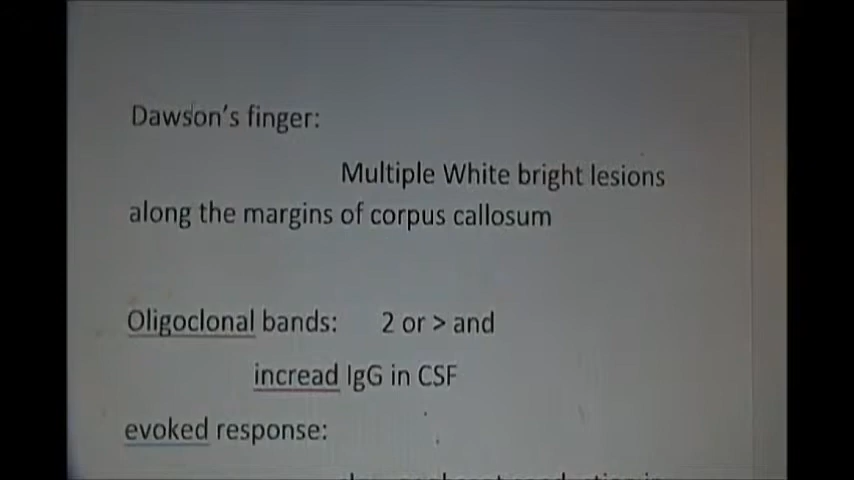 Dawson's finger:
Multiple White bright lesions
along the margins of corpus callosum
Oligoclonal bands: 2 or > and
incread IgG in CSF
evoked response: